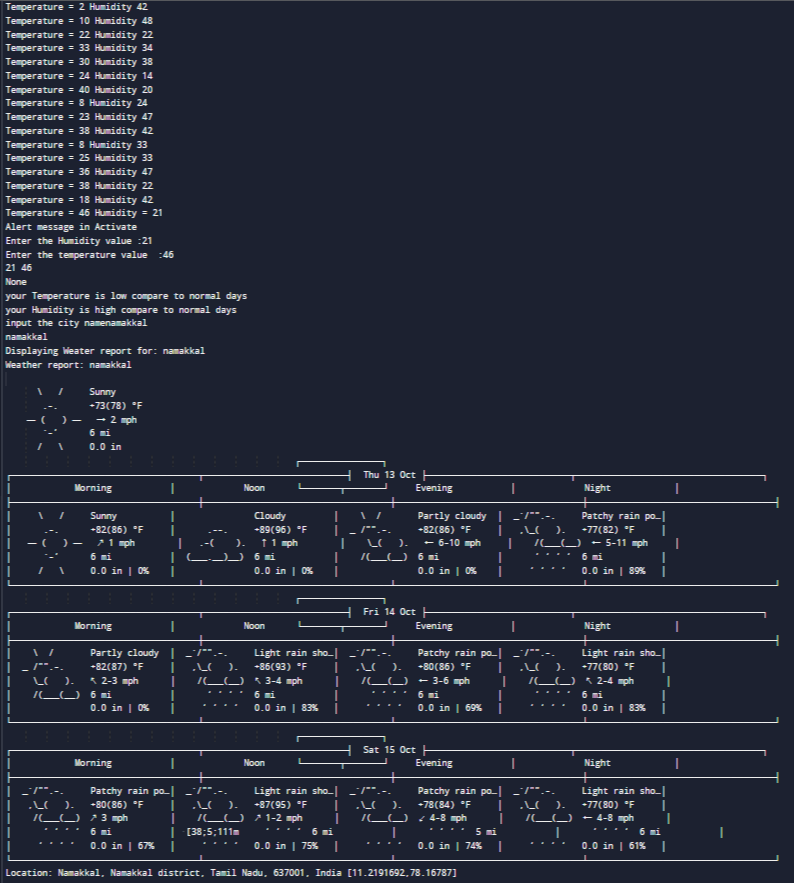 Temperature = 2 Humidity 42
Temperature = 10 Humidity 48
Temperature = 22 Humidity 22
Temperature = 33 Humidity 34
Temperature = 30 Humidity 38
Temperature = 24 Humidity 14
Temperature = 40 Humidity 20
Temperature = 8 Humidity 24
Temperature = 23 Humidity 47
Temperature = 38 Humidity 42
Temperature = 8 Humidity 33
Temperature = 25 Humidity 33
Temperature = 36 Humidity 47
Temperature = 38 Humidity 22
Temperature = 18 Humidity 42
Temperature = 46 Humidity = 21
Alert message in Activate
Enter the Humidity value :21
Enter the temperature value  :46
21 46
None
your Temperature is low compare to normal days
your Humidity is high compare to normal days
input the city namenamakkal
namakkal
Displaying Weater report for: namakkal
Weather report: namakkal
Sunny
+73(78) °F
→ 2 mph
6 mi
0.0 in
Thu 13 Oct
Morning | Noon | Evening | Night
Sunny | Cloudy | Partly cloudy | Patchy rain po…
+82(86) °F | +89(96) °F | +82(86) °F | +77(82) °F
↗ 1 mph | ↑ 1 mph | ← 6-10 mph | ← 5-11 mph
6 mi | 6 mi | 6 mi | 6 mi
0.0 in | 0% | 0.0 in | 0% | 0.0 in | 0% | 0.0 in | 89%
Fri 14 Oct
Morning | Noon | Evening | Night
Partly cloudy | Light rain sho… | Patchy rain po… | Light rain sho…
+82(87) °F | +86(93) °F | +80(86) °F | +77(80) °F
↖ 2-3 mph | ↖ 3-4 mph | ← 3-6 mph | ↖ 2-4 mph
6 mi | 6 mi | 6 mi | 6 mi
0.0 in | 0% | 0.0 in | 83% | 0.0 in | 69% | 0.0 in | 83%
Sat 15 Oct
Morning | Noon | Evening | Night
Patchy rain po… | Light rain sho… | Patchy rain po… | Light rain sho…
+80(86) °F | +87(95) °F | +78(84) °F | +77(80) °F
↗ 3 mph | ↗ 1-2 mph | ↙ 4-8 mph | ← 4-8 mph
6 mi | [38;5;111m 6 mi | 5 mi | 6 mi
0.0 in | 67% | 0.0 in | 75% | 0.0 in | 74% | 0.0 in | 61%
Location: Namakkal, Namakkal district, Tamil Nadu, 637001, India [11.2191692,78.16787]